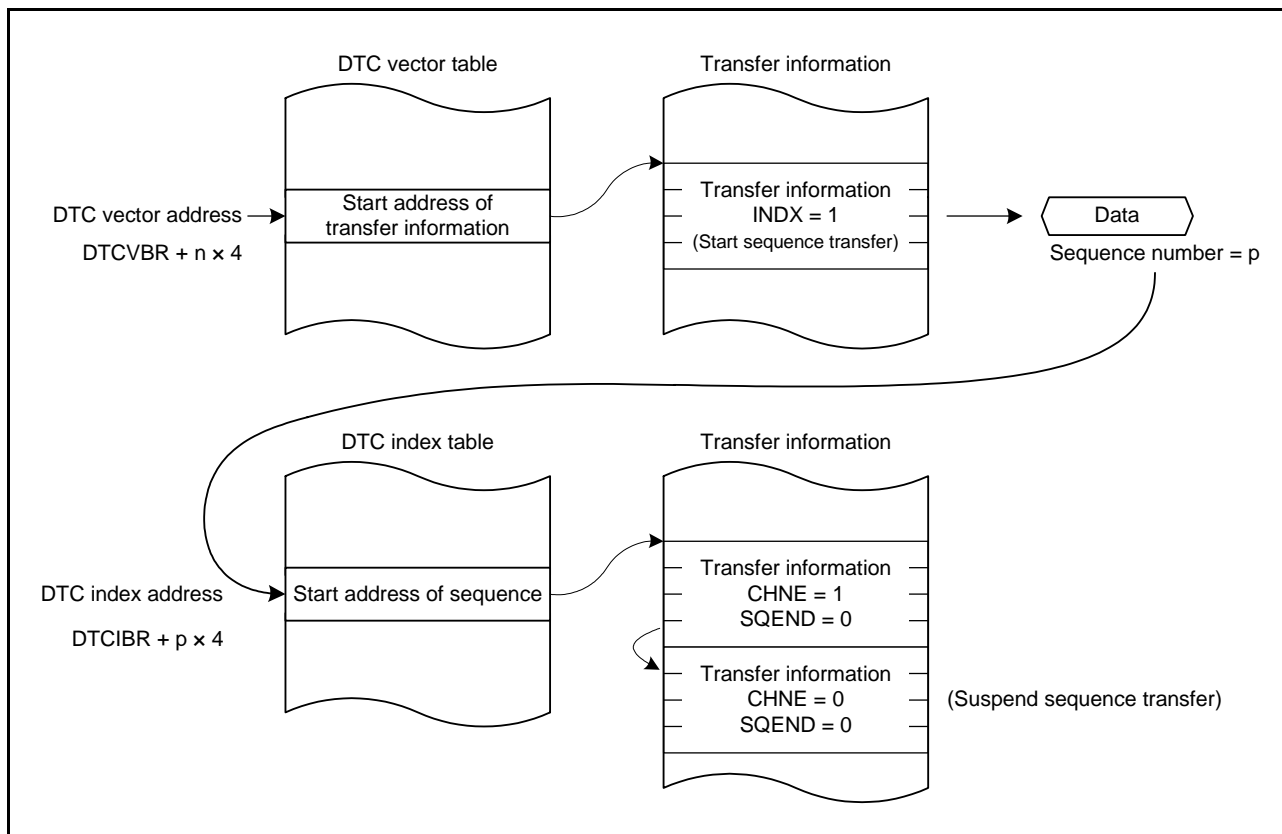 DTC vector table
Transfer information
DTC vector address
DTCVBR + n × 4
Start address of
transfer information
Transfer information
INDX = 1
(Start sequence transfer)
Data
Sequence number = p
DTC index table
Transfer information
DTC index address
DTCIBR + p × 4
Start address of sequence
Transfer information
CHNE = 1
SQEND = 0
Transfer information
CHNE = 0
SQEND = 0
(Suspend sequence transfer)